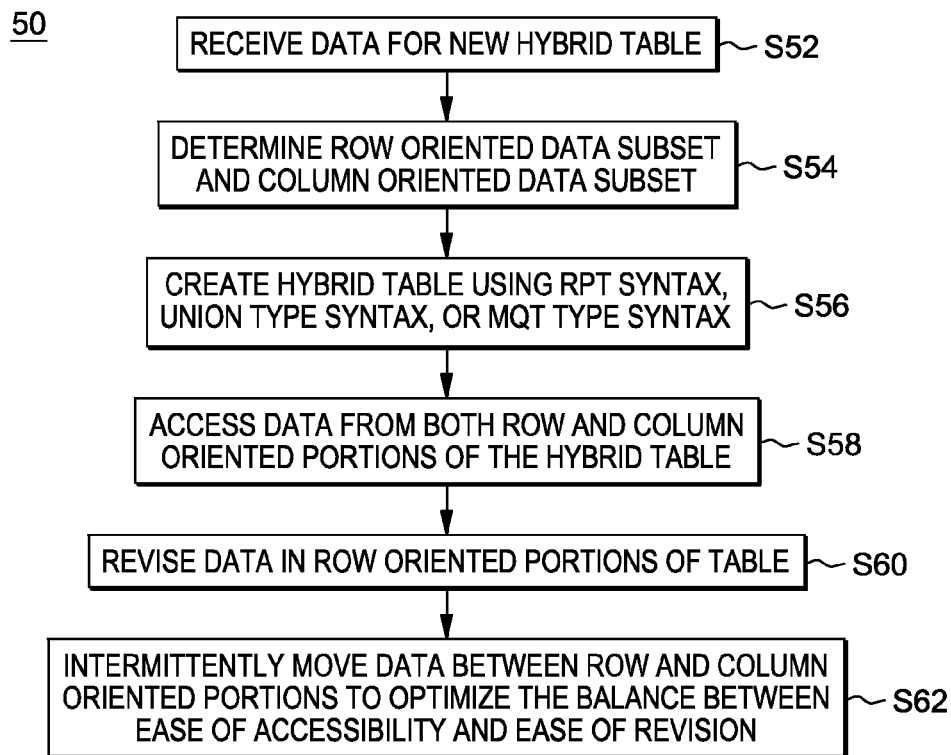 50
RECEIVE DATA FOR NEW HYBRID TABLE
S52
DETERMINE ROW ORIENTED DATA SUBSET
AND COLUMN ORIENTED DATA SUBSET
S54
CREATE HYBRID TABLE USING RPT SYNTAX,
UNION TYPE SYNTAX, OR MQT TYPE SYNTAX
S56
ACCESS DATA FROM BOTH ROW AND COLUMN
ORIENTED PORTIONS OF THE HYBRID TABLE
S58
REVISE DATA IN ROW ORIENTED PORTIONS OF TABLE
S60
INTERMITTENTLY MOVE DATA BETWEEN ROW AND COLUMN
ORIENTED PORTIONS TO OPTIMIZE THE BALANCE BETWEEN
EASE OF ACCESSIBILITY AND EASE OF REVISION
S62